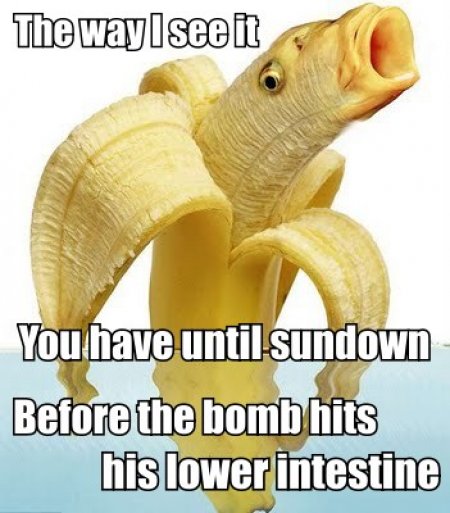 The way I see it
You have until sundown
Before the bomb hits
his lower intestine